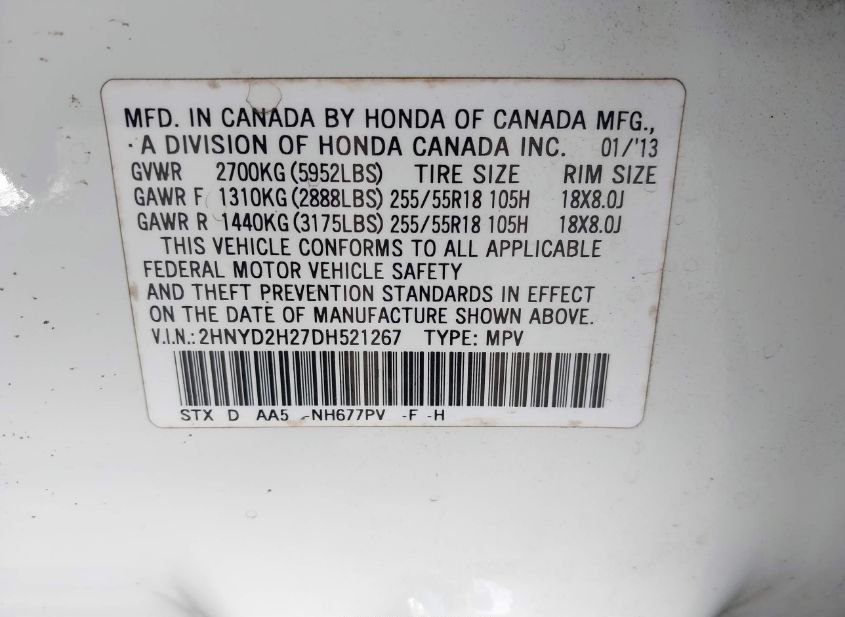 MFD. IN CANADA BY HONDA OF CANADA MFG.,
A DIVISION OF HONDA CANADA INC. 01/'13
GVWR 2700KG (5952LBS) TIRE SIZE RIM SIZE
GAWR F 1310KG (2888LBS) 255/55R18 105H 18X8.0J
GAWR R 1440KG (3175LBS) 255/55R18 105H 18X8.0J
THIS VEHICLE CONFORMS TO ALL APPLICABLE
FEDERAL MOTOR VEHICLE SAFETY
AND THEFT PREVENTION STANDARDS IN EFFECT
ON THE DATE OF MANUFACTURE SHOWN ABOVE.
V.I.N.: 2HNYD2H27DH521267 TYPE: MPV
STX D AA5 -NH677PV -F -H